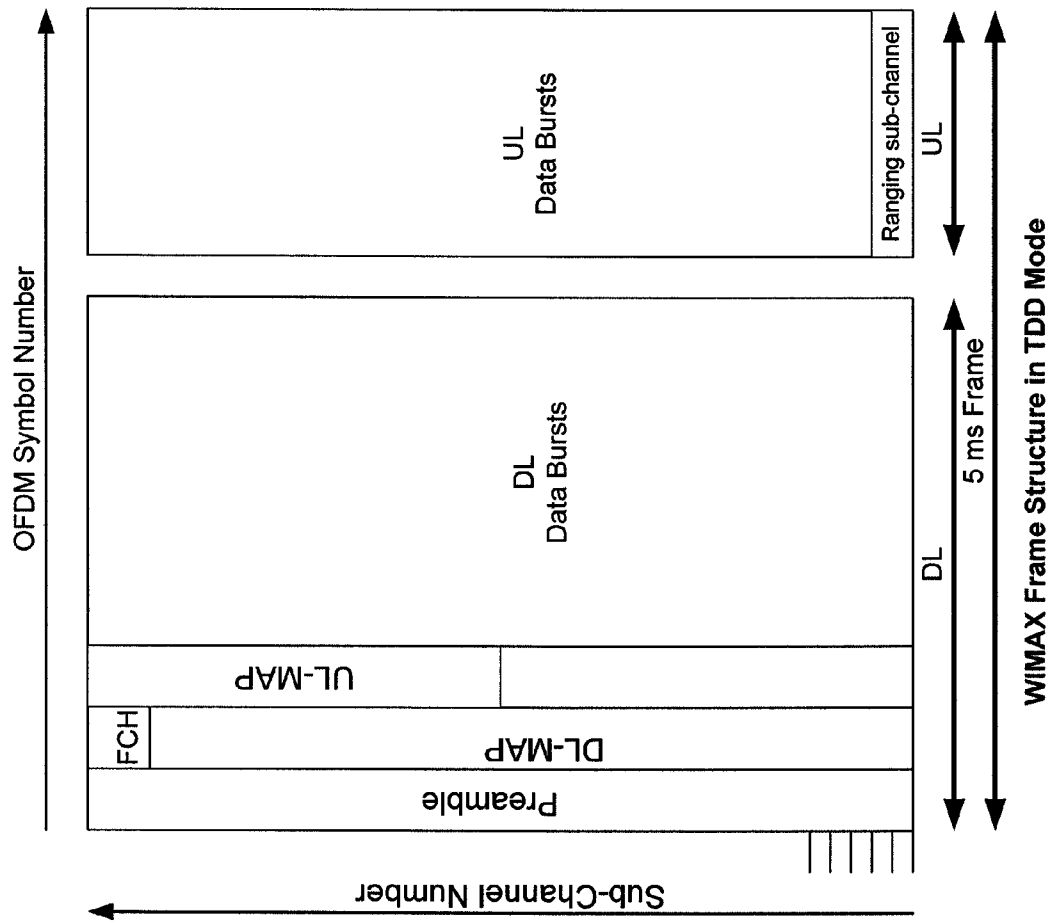 OFDM Symbol Number
Sub-Channel Number
Preamble
FCH
DL-MAP
UL-MAP
DL
Data Bursts
UL
Data Bursts
Ranging sub-channel
DL
UL
5 ms Frame
WIMAX Frame Structure in TDD Mode